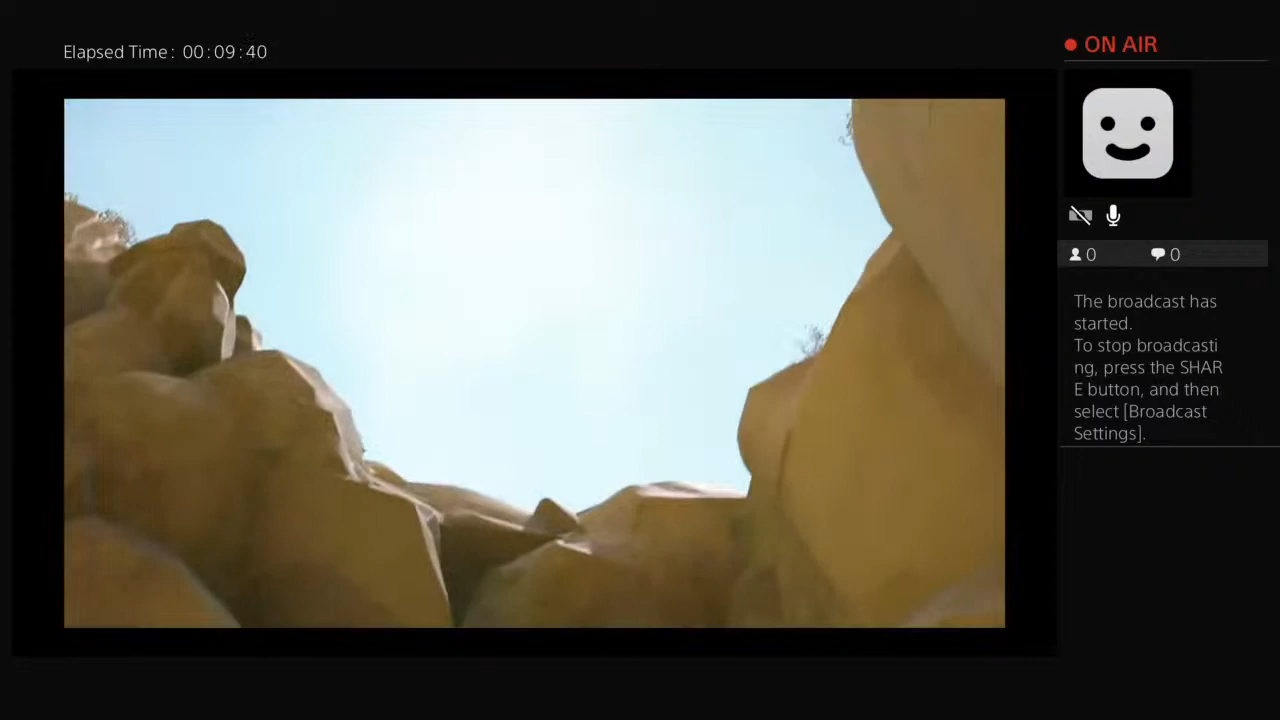 Elapsed Time: 00:09:40
ON AIR
0 0
The broadcast has
started.
To stop broadcasti
ng, press the SHAR
E button, and then
select [Broadcast
Settings].